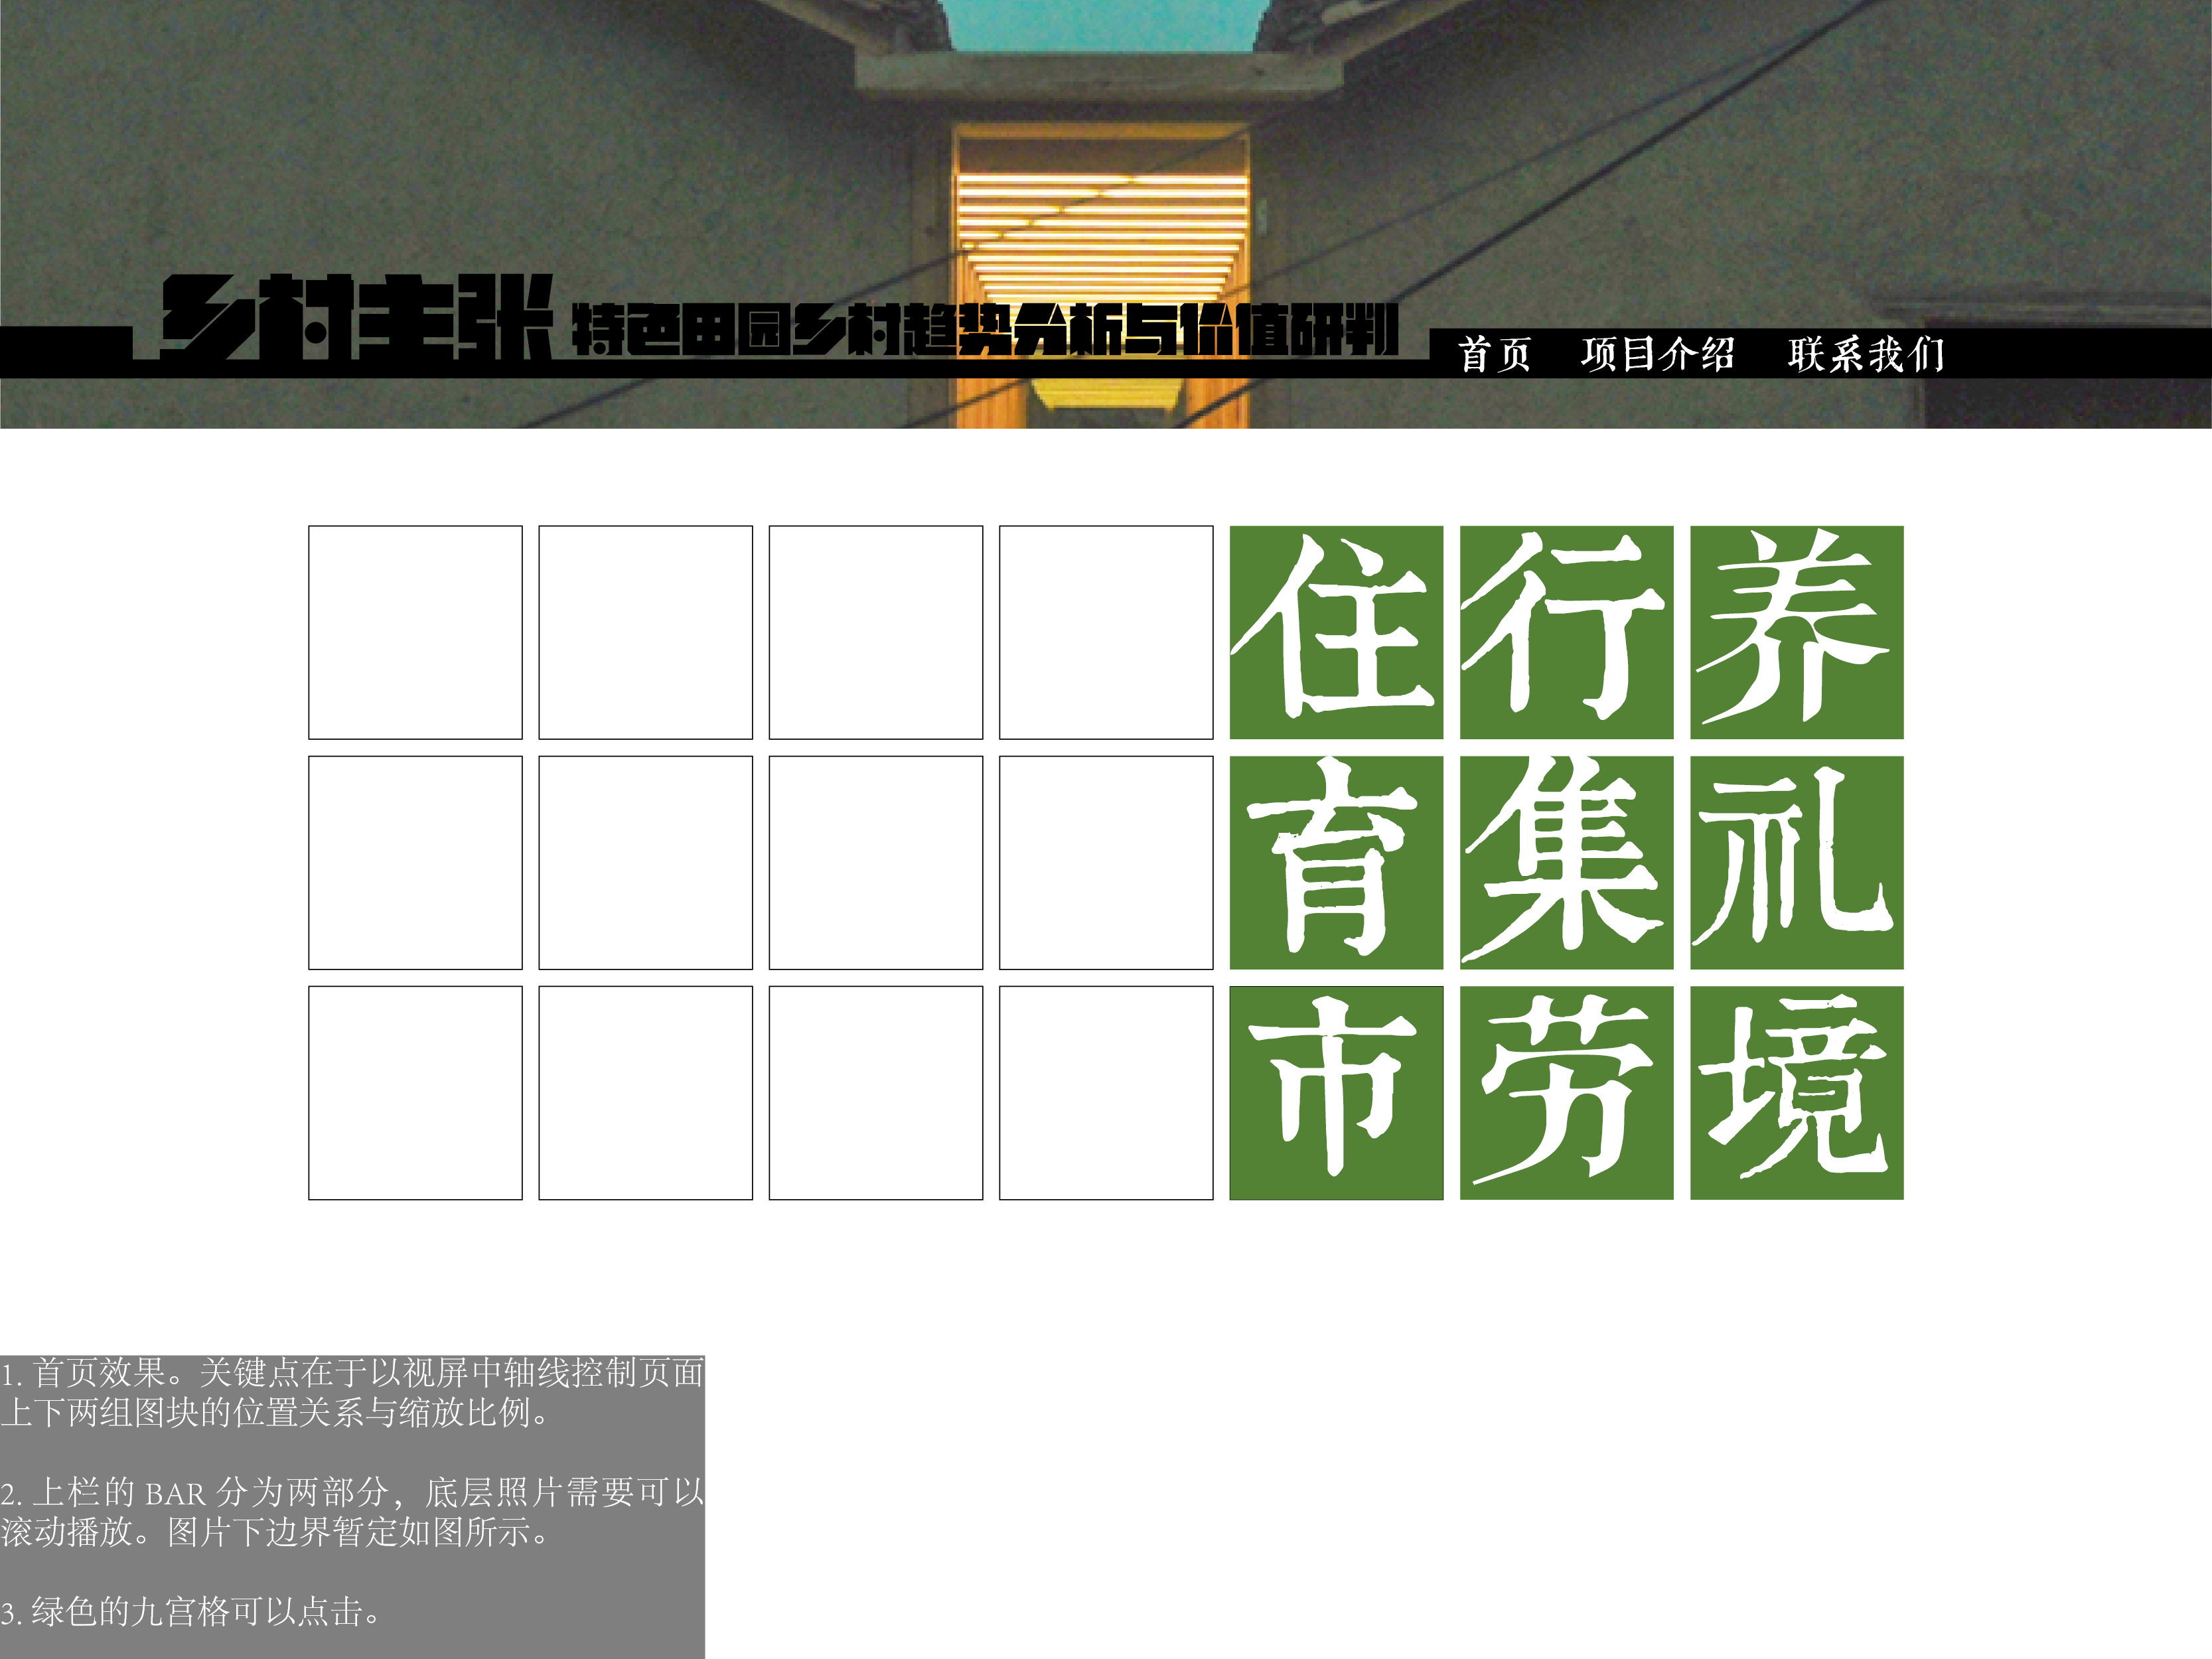 乡村主张 特色田园乡村趋势分析与价值研判
首页 项目介绍 联系我们
住 行 养
育 集 礼
市 劳 境
1. 首页效果。关键点在于以视屏中轴线控制页面
上下两组图块的位置关系与缩放比例。
2. 上栏的 BAR 分为两部分，底层照片需要可以
滚动播放。图片下边界暂定如图所示。
3. 绿色的九宫格可以点击。